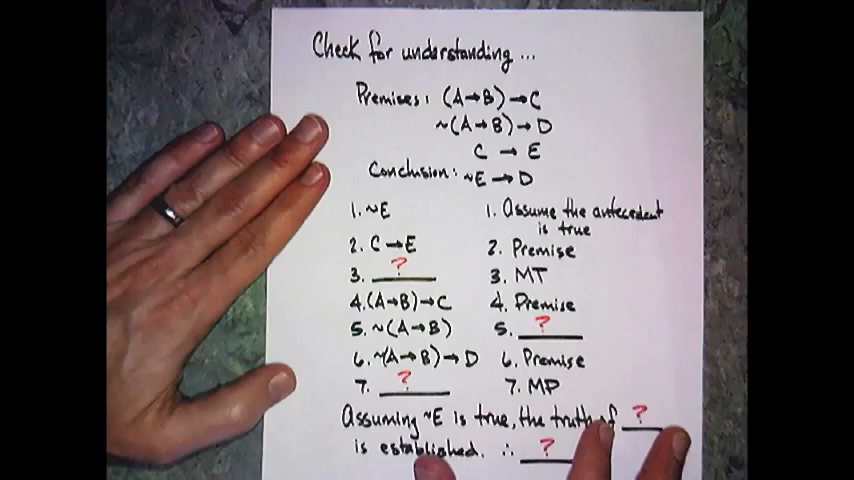 Check for understanding ...
Premises: (A→B)→C
~(A→B)→D
C → E
Conclusion: ~E→D
1. ~E 1. Assume the antecedent is true
2. C→E 2. Premise
3. ? 3. MT
4. (A→B)→C 4. Premise
5. ~(A→B) 5. ?
6. ~(A→B)→D 6. Premise
7. ? 7. MP
Assuming ~E is true, the truth of ?
is established. ∴ ?